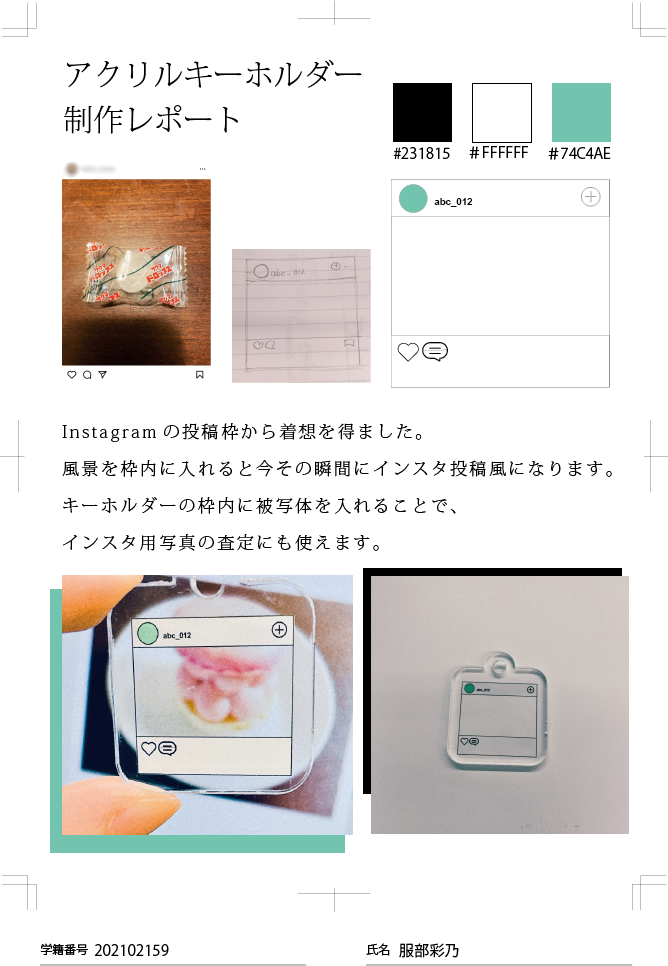 アクリルキーホルダー
制作レポート
#231815
#FFFFFF
#74C4AE
abc_012
abc_012
Instagramの投稿枠から着想を得ました。
風景を枠内に入れると今その瞬間にインスタ投稿風になります。
キーホルダーの枠内に被写体を入れることで、
インスタ用写真の査定にも使えます。
abc_012
abc_012
学籍番号 202102159
氏名 服部彩乃